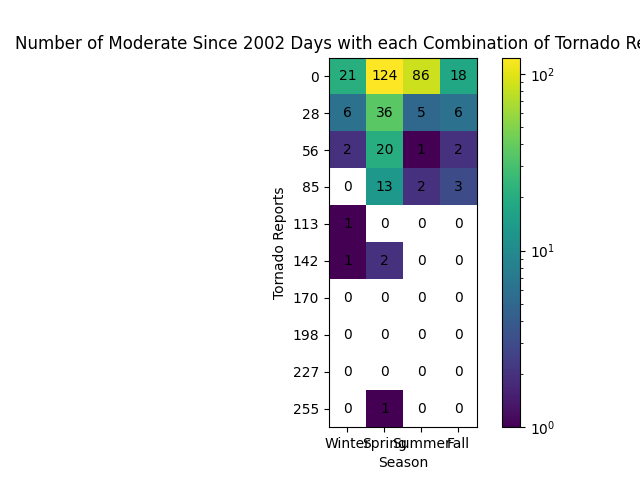 Number of Moderate Since 2002 Days with each Combination of Tornado Re
0 21 124 86 18
28 6 36 5 6
56 2 20 1 2
85 0 13 2 3
113 1 0 0 0
142 1 2 0 0
170 0 0 0 0
198 0 0 0 0
227 0 0 0 0
255 0 1 0 0
Winter Spring Summer Fall
Season
Tornado Reports
10²
10¹
10⁰